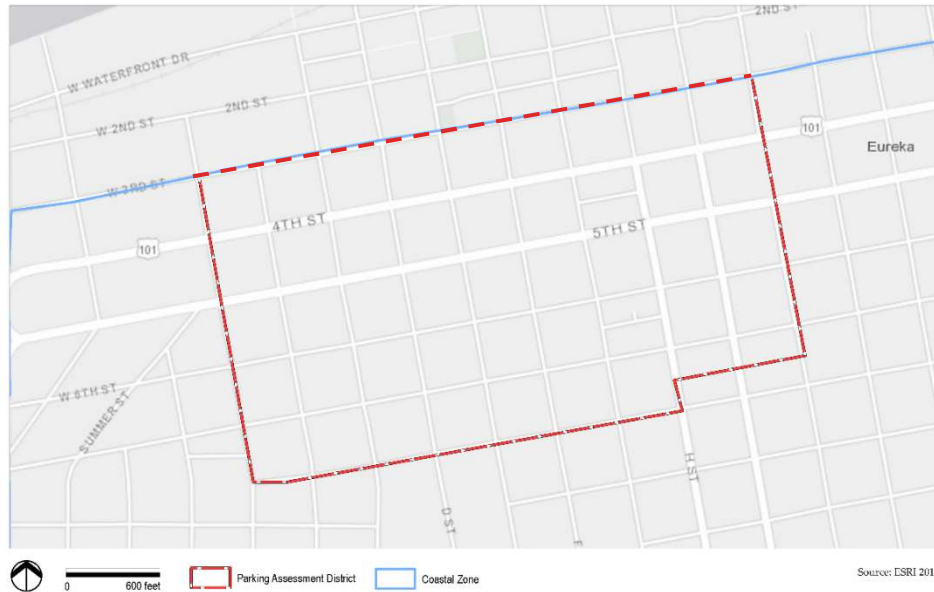 2ND ST
W WATERFRONT DR
2ND ST
W 2ND ST
101
Eureka
W 3RD ST
4TH ST
5TH ST
101
W 6TH ST
SUMMER ST
H ST
D ST
F
0 600 feet
Parking Assessment District
Coastal Zone
Source: ESRI 201